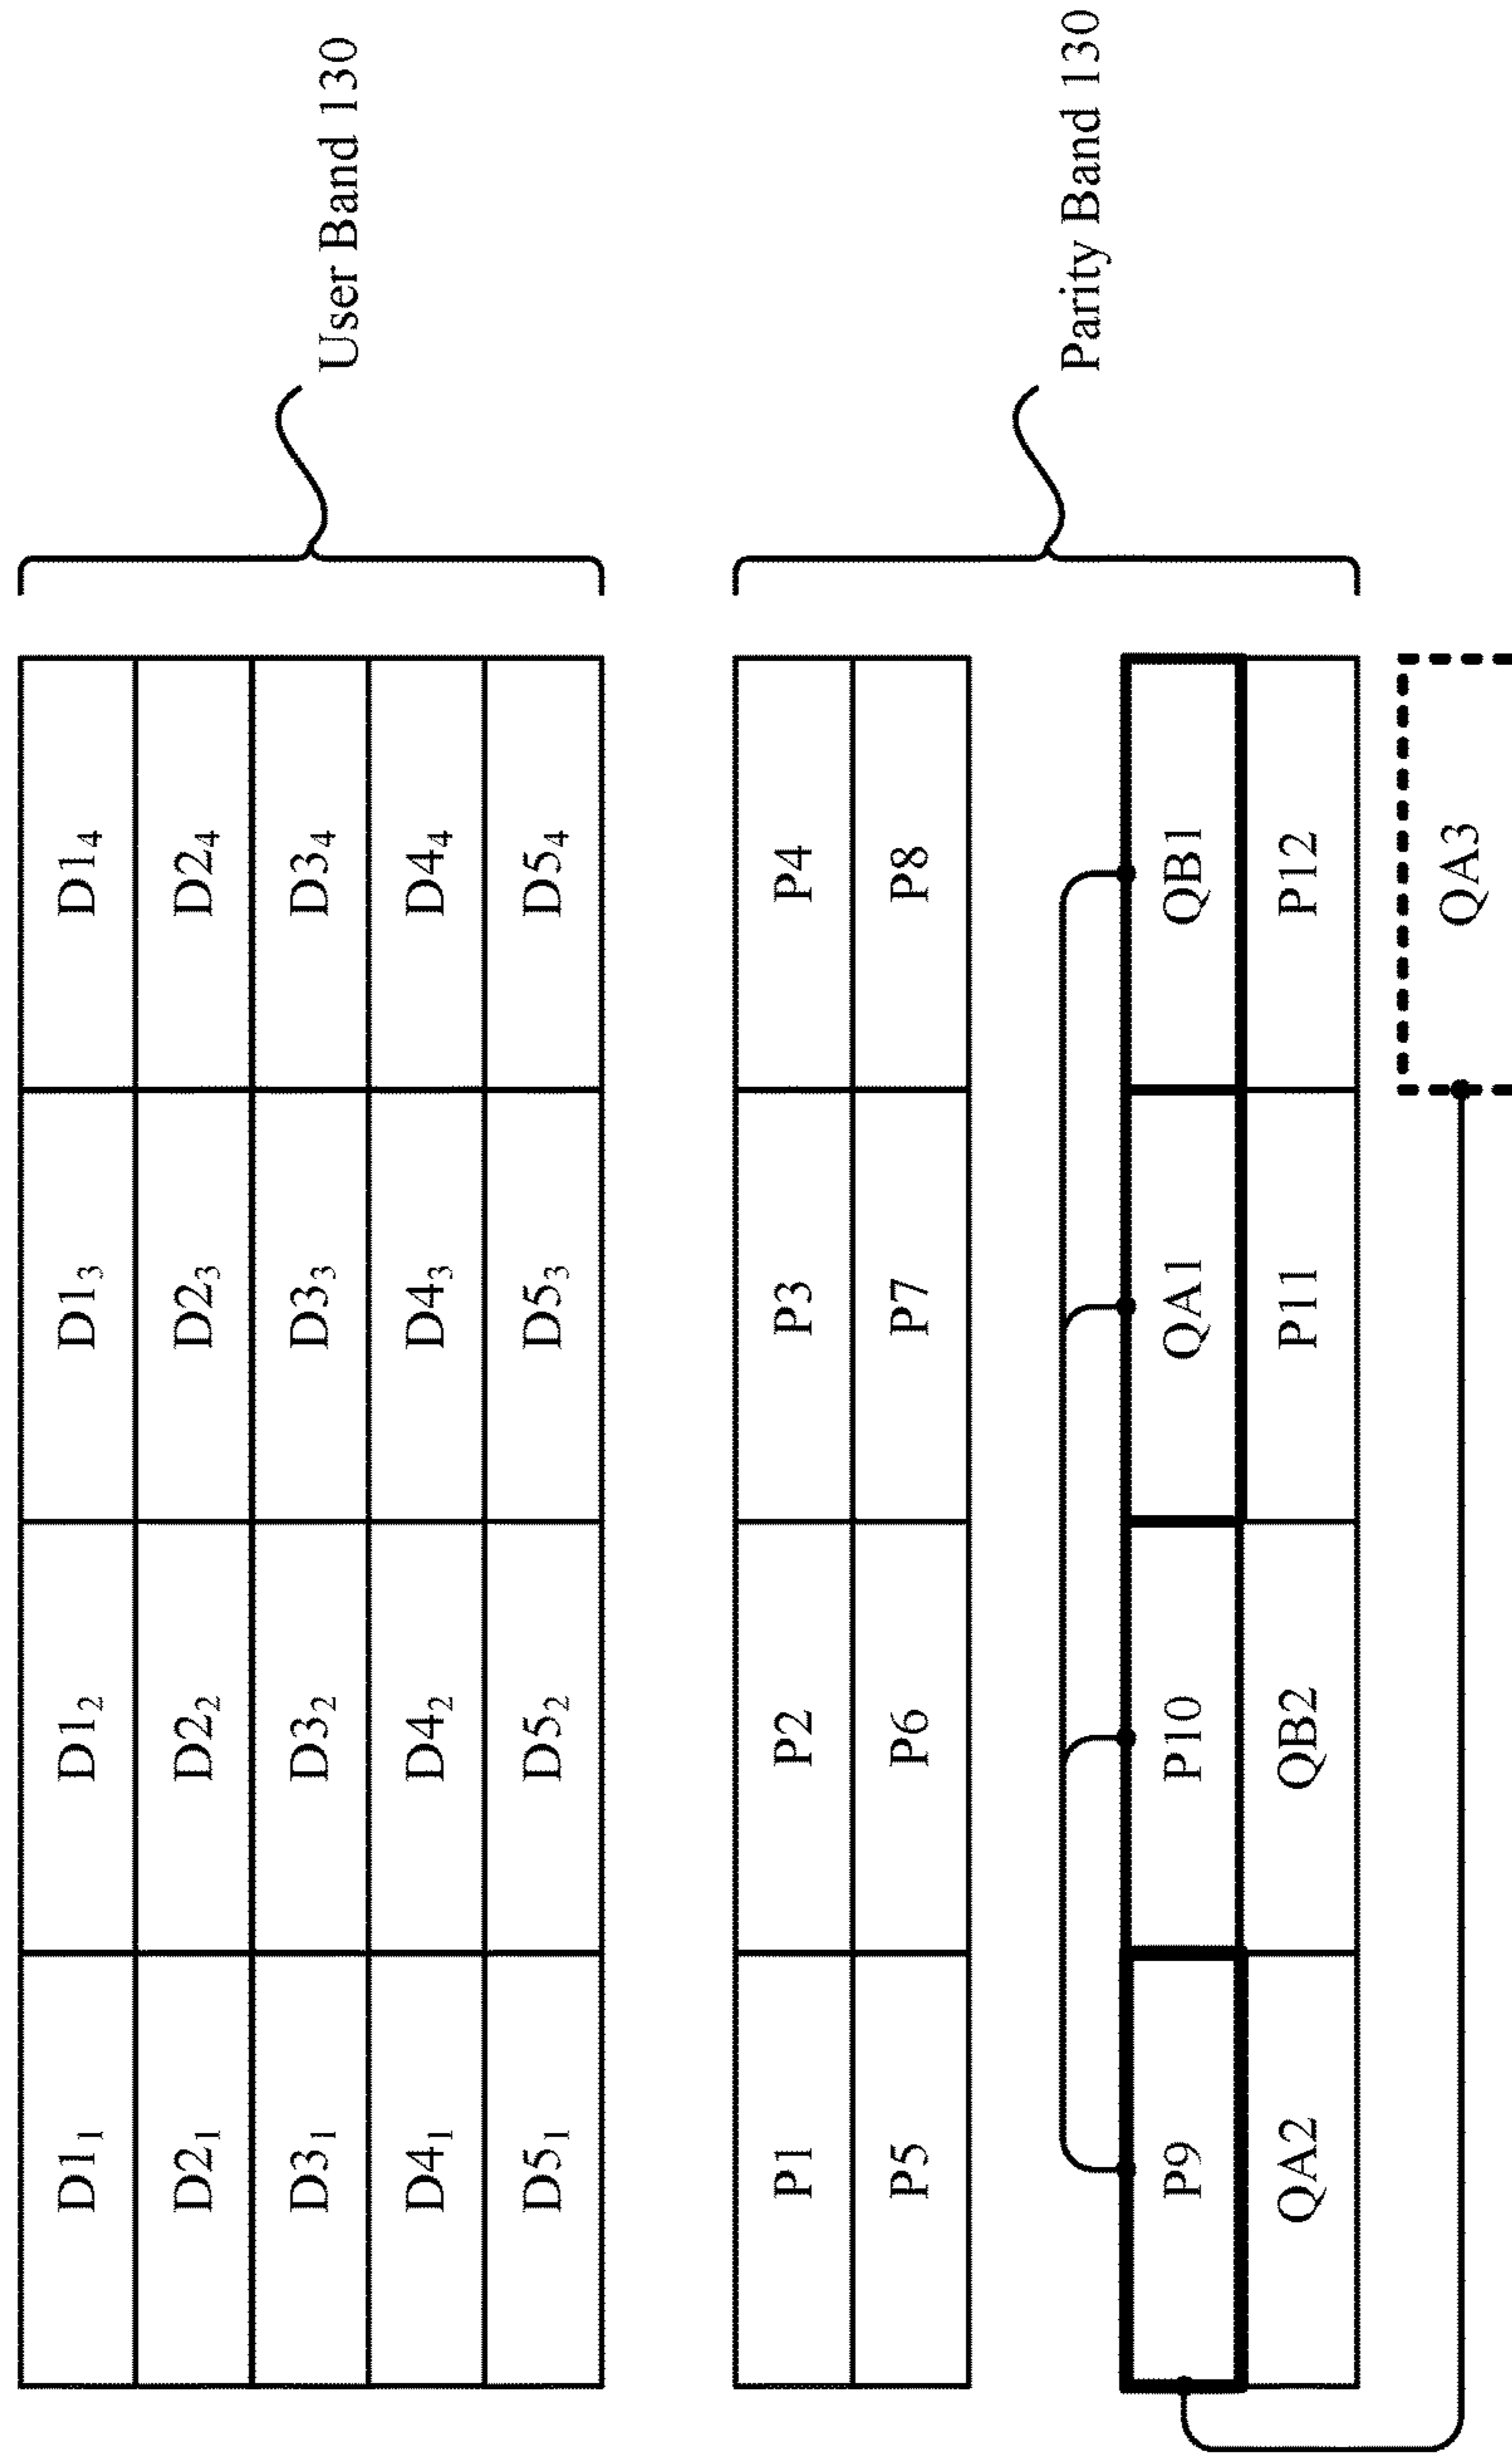 D1₁ D1₂ D1₃ D1₄
D2₁ D2₂ D2₃ D2₄
D3₁ D3₂ D3₃ D3₄
D4₁ D4₂ D4₃ D4₄
D5₁ D5₂ D5₃ D5₄
User Band 130
P1 P2 P3 P4
P5 P6 P7 P8
P9 P10 QA1 QB1
QA2 QB2 P11 P12
Parity Band 130
QA3